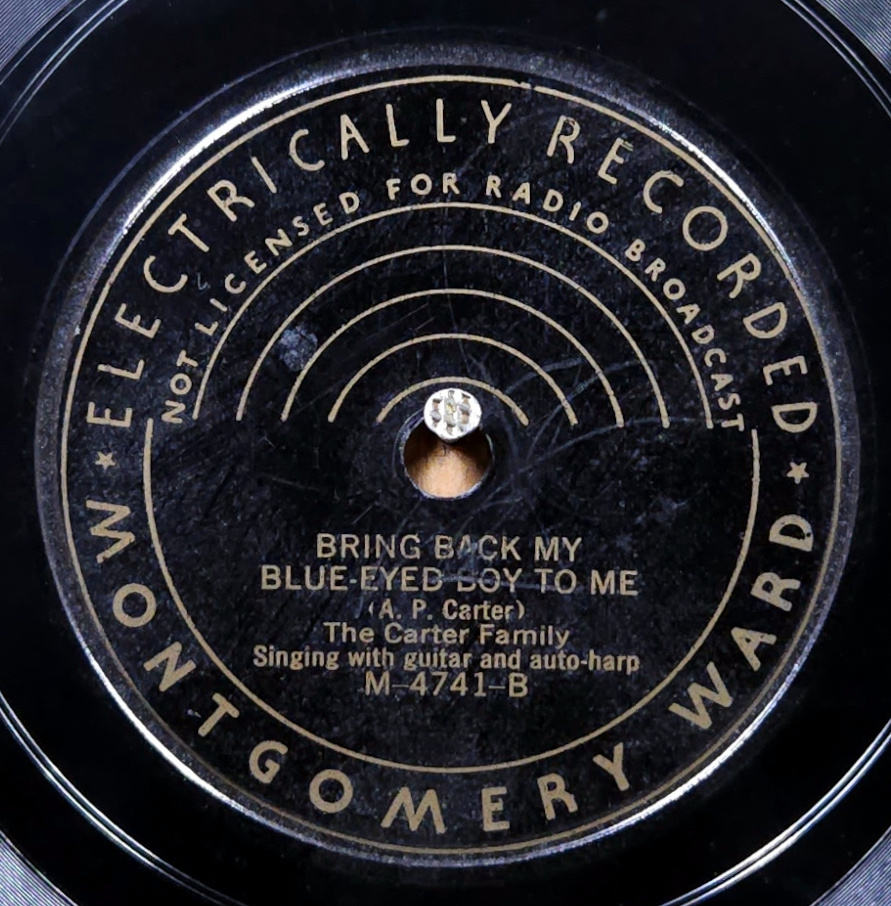 ELECTRICALLY RECORDED
NOT LICENSED FOR RADIO BROADCAST
BRING BACK MY
BLUE-EYED BOY TO ME
(A. P. Carter)
The Carter Family
Singing with guitar and auto-harp
M-4741-B
★ MONTGOMERY WARD ★